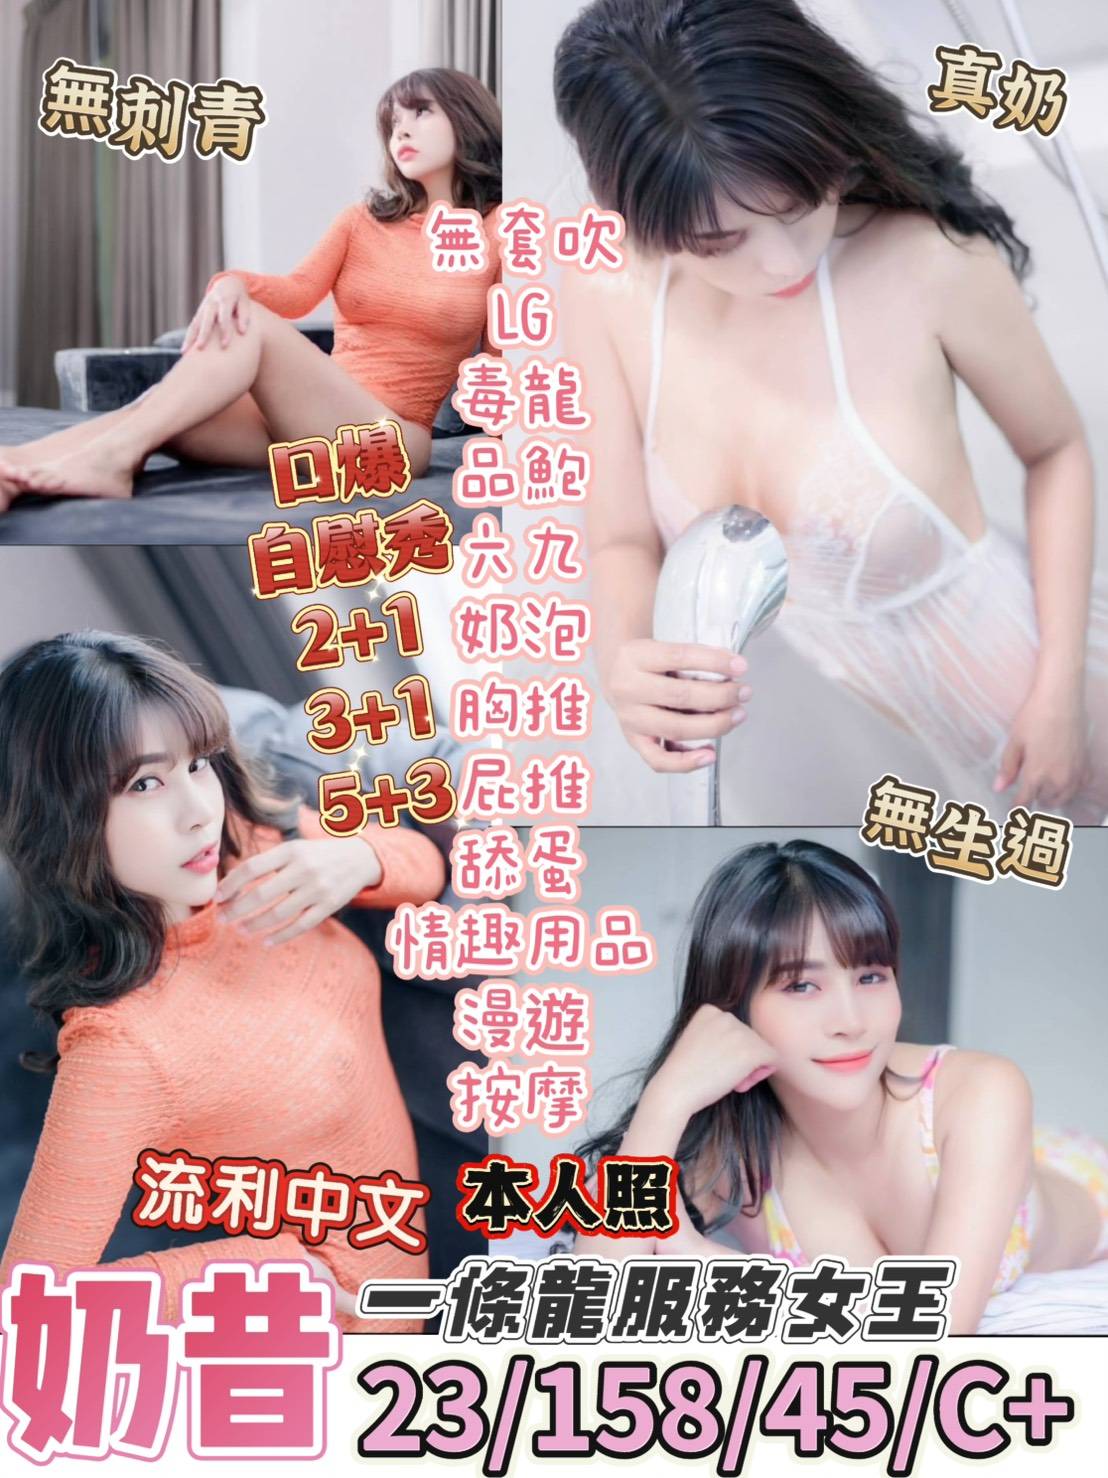 無刺青
真奶
無套吹
LG
毒龍
品鮑
六九
奶泡
胸推
屁推
舔蛋
情趣用品
漫遊
按摩
口爆
自慰秀
2+1
3+1
5+3
無生過
流利中文
本人照
奶昔
一條龍服務女王
23/158/45/C+